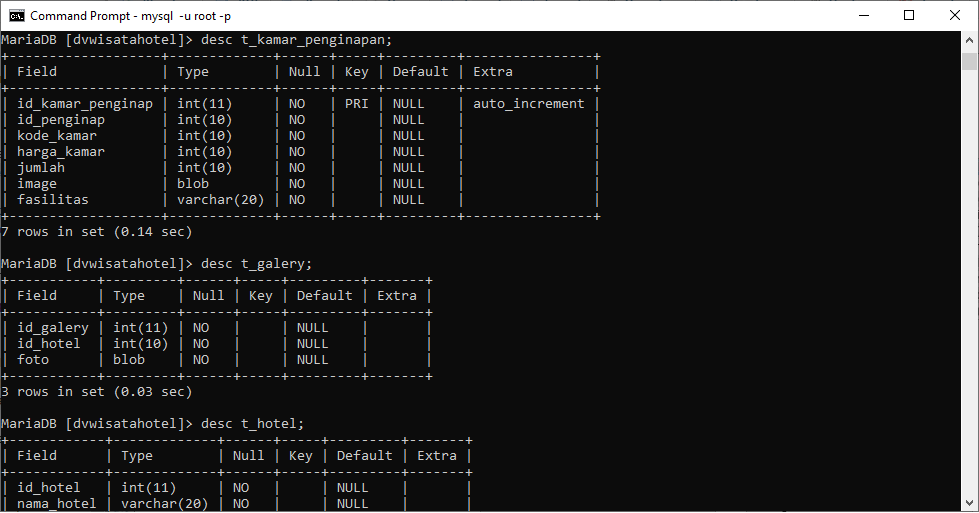 Command Prompt - mysql -u root -p
MariaDB [dvwisatahotel]> desc t_kamar_penginapan;
+-------------------+-------------+------+-----+---------+----------------+
| Field             | Type        | Null | Key | Default | Extra          |
+-------------------+-------------+------+-----+---------+----------------+
| id_kamar_penginap | int(11)     | NO   | PRI | NULL    | auto_increment |
| id_penginap       | int(10)     | NO   |     | NULL    |                |
| kode_kamar        | int(10)     | NO   |     | NULL    |                |
| harga_kamar       | int(10)     | NO   |     | NULL    |                |
| jumlah            | int(10)     | NO   |     | NULL    |                |
| image             | blob        | NO   |     | NULL    |                |
| fasilitas         | varchar(20) | NO   |     | NULL    |                |
+-------------------+-------------+------+-----+---------+----------------+
7 rows in set (0.14 sec)
MariaDB [dvwisatahotel]> desc t_galery;
+-----------+---------+------+-----+---------+-------+
| Field     | Type    | Null | Key | Default | Extra |
+-----------+---------+------+-----+---------+-------+
| id_galery | int(11) | NO   |     | NULL    |       |
| id_hotel  | int(10) | NO   |     | NULL    |       |
| foto      | blob    | NO   |     | NULL    |       |
+-----------+---------+------+-----+---------+-------+
3 rows in set (0.03 sec)
MariaDB [dvwisatahotel]> desc t_hotel;
+------------+-------------+------+-----+---------+-------+
| Field      | Type        | Null | Key | Default | Extra |
+------------+-------------+------+-----+---------+-------+
| id_hotel   | int(11)     | NO   |     | NULL    |       |
| nama_hotel | varchar(20) | NO   |     | NULL    |       |